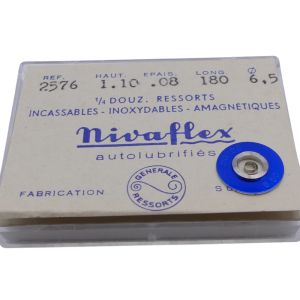 REF. HAUT. EPAIS. LONG. Ø
2576 1.10 .08 180 6,5
¼ DOUZ. RESSORTS
INCASSABLES - INOXYDABLES - AMAGNÉTIQUES
Nivaflex
autolubrifiés
FABRICATION
GENERALE
RESSORTS